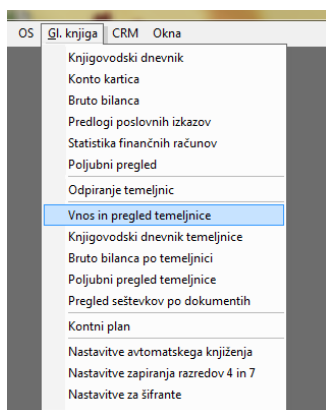 OS Gl. knjiga CRM Okna
Knjigovodski dnevnik
Konto kartica
Bruto bilanca
Predlogi poslovnih izkazov
Statistika finančnih računov
Poljubni pregled
Odpiranje temeljnic
Vnos in pregled temeljnice
Knjigovodski dnevnik temeljnice
Bruto bilanca po temeljnici
Poljubni pregled temeljnice
Pregled seštevkov po dokumentih
Kontni plan
Nastavitve avtomatskega knjiženja
Nastavitve zapiranja razredov 4 in 7
Nastavitve za šifrante